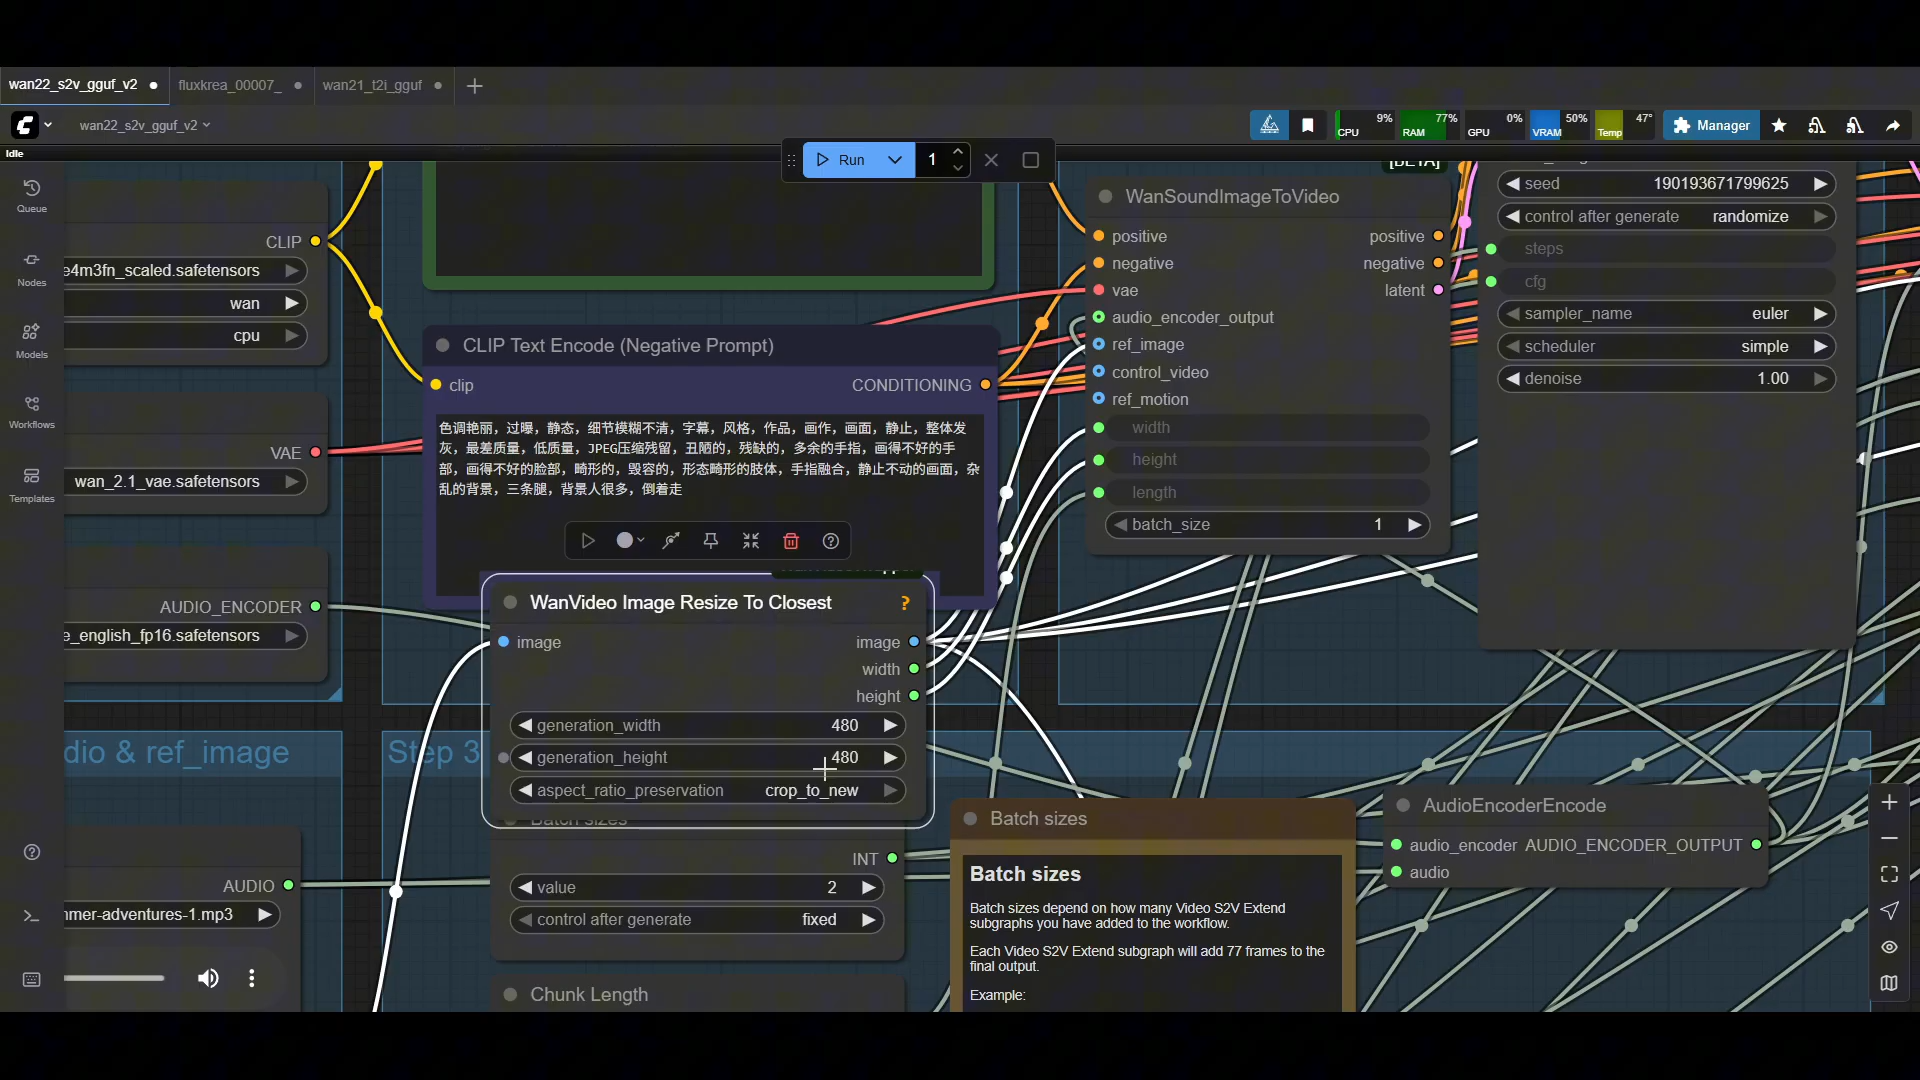 wan22_s2v_gguf_v2
fluxkrea_00007_
wan21_t2i_gguf
wan22_s2v_gguf_v2
CPU 9%
RAM 77%
GPU 0%
VRAM 50%
Temp 47°
Manager
Idle
Run
1
[BETA]
Queue
Nodes
Models
Workflows
Templates
CLIP
e4m3fn_scaled.safetensors
wan
cpu
VAE
wan_2.1_vae.safetensors
AUDIO_ENCODER
e_english_fp16.safetensors
dio & ref_image
AUDIO
nmer-adventures-1.mp3
CLIP Text Encode (Negative Prompt)
clip
CONDITIONING
色调艳丽，过曝，静态，细节模糊不清，字幕，风格，作品，画作，画面，静止，整体发
灰，最差质量，低质量，JPEG压缩残留，丑陋的，残缺的，多余的手指，画得不好的手
部，画得不好的脸部，畸形的，毁容的，形态畸形的肢体，手指融合，静止不动的画面，杂
乱的背景，三条腿，背景人很多，倒着走
WanVideo Image Resize To Closest
?
image
image
width
height
generation_width 480
generation_height 480
aspect_ratio_preservation crop_to_new
Step 3
Batch sizes
INT
value 2
control after generate fixed
Chunk Length
WanSoundImageToVideo
positive
positive
negative
negative
vae
latent
audio_encoder_output
ref_image
control_video
ref_motion
width
height
length
batch_size 1
seed 190193671799625
control after generate randomize
steps
cfg
sampler_name euler
scheduler simple
denoise 1.00
Batch sizes
Batch sizes
Batch sizes depend on how many Video S2V Extend
subgraphs you have added to the workflow.
Each Video S2V Extend subgraph will add 77 frames to the
final output.
Example:
AudioEncoderEncode
audio_encoder AUDIO_ENCODER_OUTPUT
audio